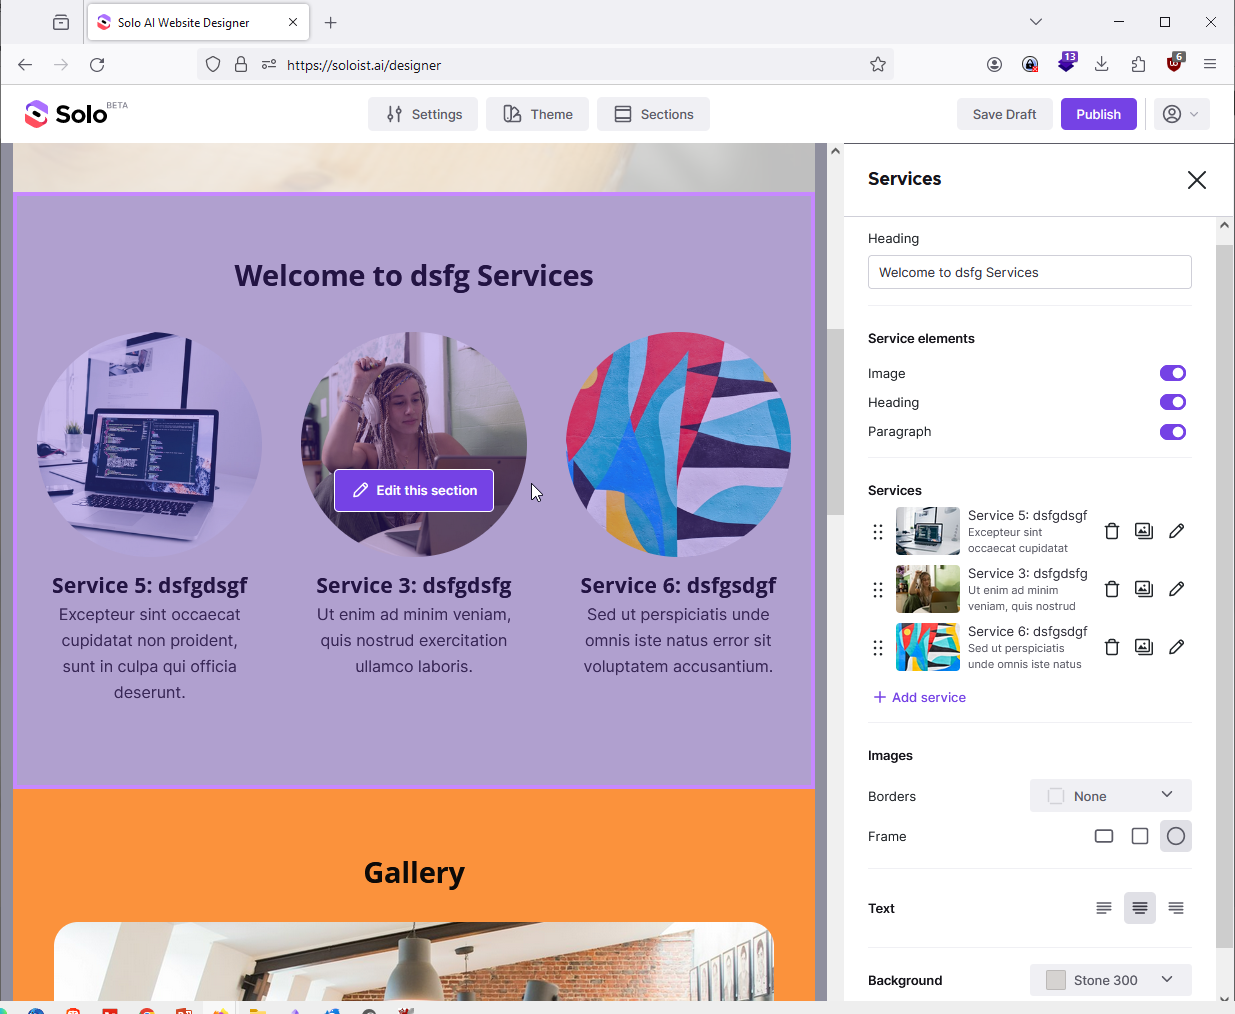 Solo AI Website Designer
https://soloist.ai/designer
13
6
Solo BETA
Settings
Theme
Sections
Save Draft
Publish
Welcome to dsfg Services
Edit this section
Service 5: dsfgdsgf
Excepteur sint occaecat
cupidatat non proident,
sunt in culpa qui officia
deserunt.
Service 3: dsfgdsfg
Ut enim ad minim veniam,
quis nostrud exercitation
ullamco laboris.
Service 6: dsfgsdgf
Sed ut perspiciatis unde
omnis iste natus error sit
voluptatem accusantium.
Gallery
Services
Heading
Welcome to dsfg Services
Service elements
Image
Heading
Paragraph
Services
Service 5: dsfgdsgf
Excepteur sint
occaecat cupidatat
Service 3: dsfgdsfg
Ut enim ad minim
veniam, quis nostrud
Service 6: dsfgsdgf
Sed ut perspiciatis
unde omnis iste natus
+ Add service
Images
Borders
None
Frame
Text
Background
Stone 300